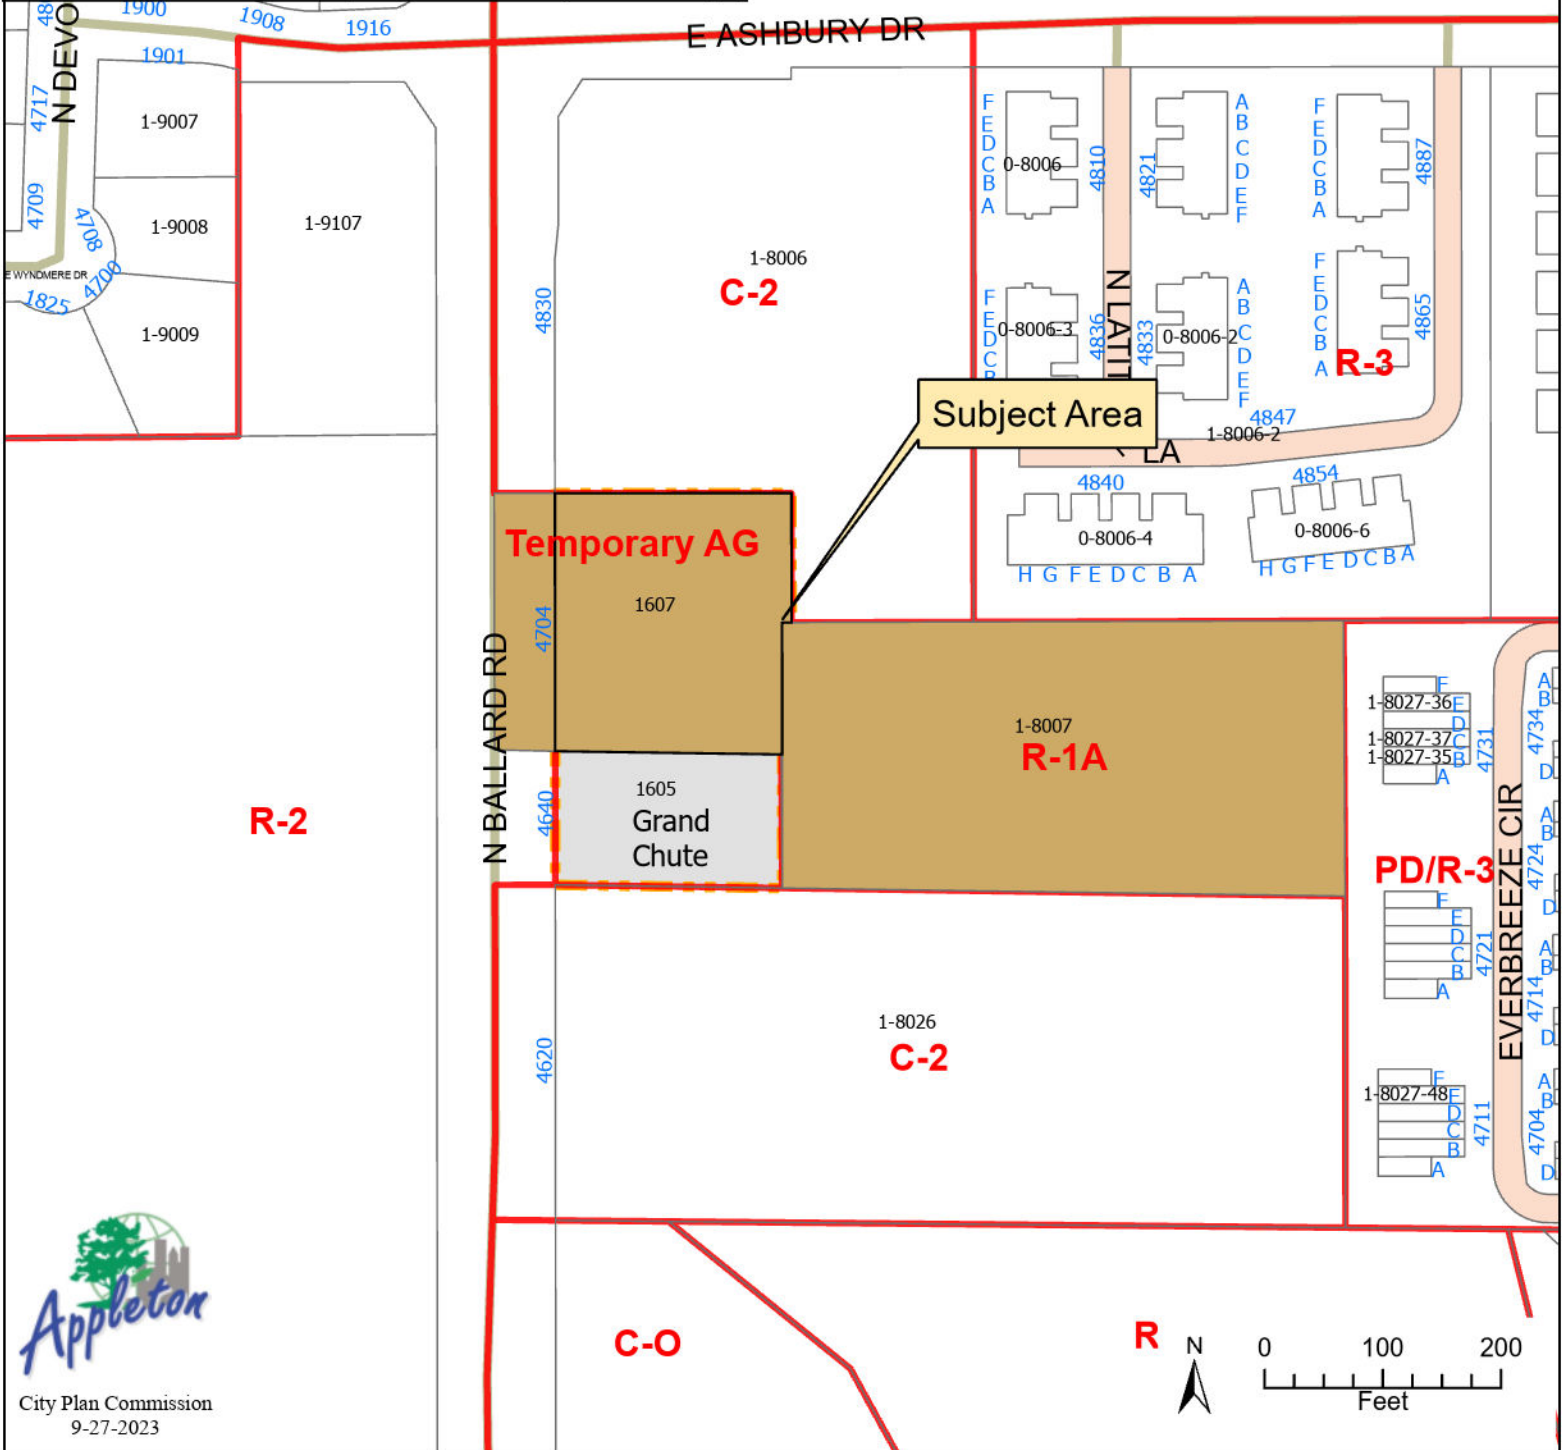 1900
1908
1916
48
N DEVO
E ASHBURY DR
1901
4717
1-9007
4709
4708
1-9008
1-9107
E WYNDMERE DR
4700
1825
1-9009
4830
1-8006
C-2
F
E
D
C
B
A
0-8006
4810
4821
A
B
C
D
E
F
F
E
D
C
B
A
4887
F
E
D
C
0-8006-3
4836
N LATIT
4833
0-8006-2
A
B
C
D
E
F
F
E
D
C
B
A
4865
R-3
Subject Area
4847
1-8006-2
LA
4840
4854
0-8006-4
0-8006-6
H G F E D C B A
H G F E D C B A
Temporary AG
1607
4704
N BALLARD RD
1-8007
R-1A
1605
Grand
Chute
4640
R-2
F
1-8027-36
E
D
1-8027-37
C
1-8027-35
B
A
4731
A
B
4734
D
EVERBREEZE CIR
PD/R-3
A
B
4724
D
F
E
D
C
B
A
4721
A
B
4714
D
1-8026
C-2
4620
F
1-8027-48
E
D
C
B
A
4711
A
B
4704
D
C-O
R
N
0 100 200
Feet
Appleton
City Plan Commission
9-27-2023